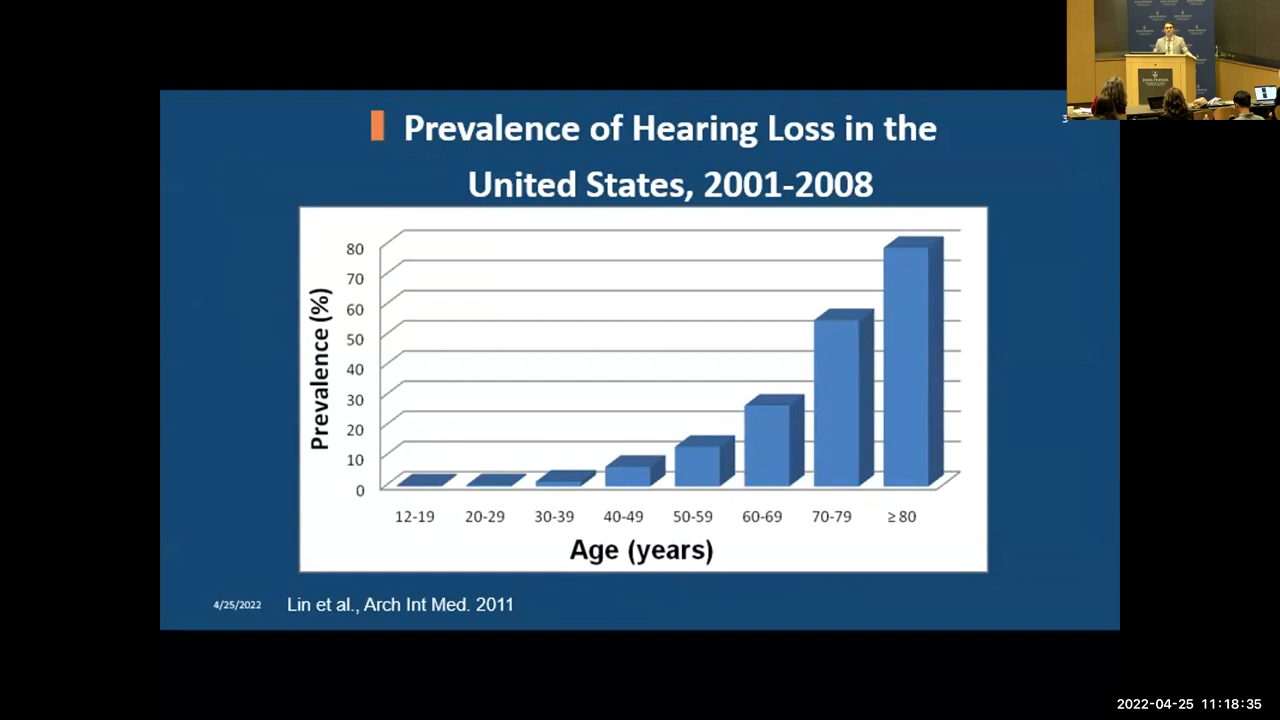 Prevalence of Hearing Loss in the
United States, 2001-2008
3
Prevalence (%)
80
70
60
50
40
30
20
10
0
12-19 20-29 30-39 40-49 50-59 60-69 70-79 ≥80
Age (years)
4/25/2022 Lin et al., Arch Int Med. 2011
2022-04-25 11:18:35